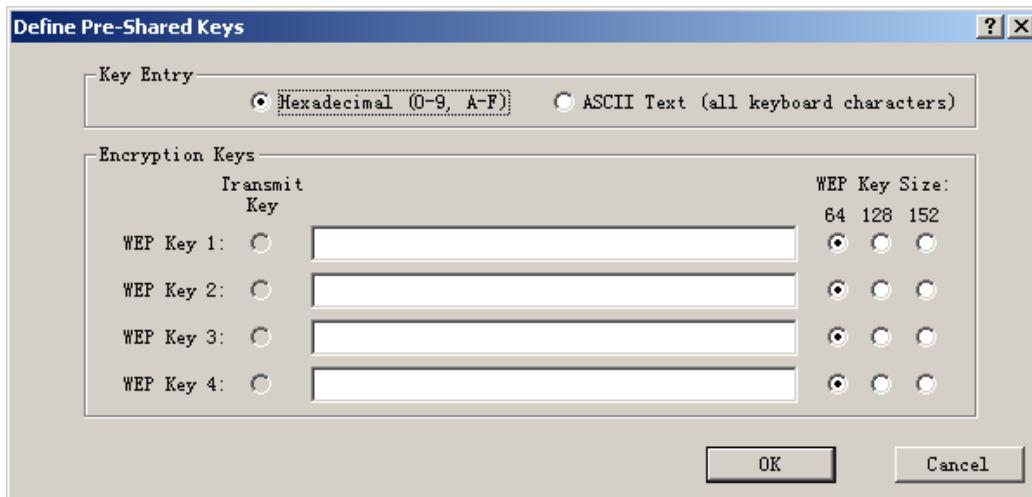 Define Pre-Shared Keys
Key Entry
Hexadecimal (0-9, A-F) ASCII Text (all keyboard characters)
Encryption Keys
Transmit Key WEP Key Size:
64 128 152
WEP Key 1:
WEP Key 2:
WEP Key 3:
WEP Key 4:
OK Cancel